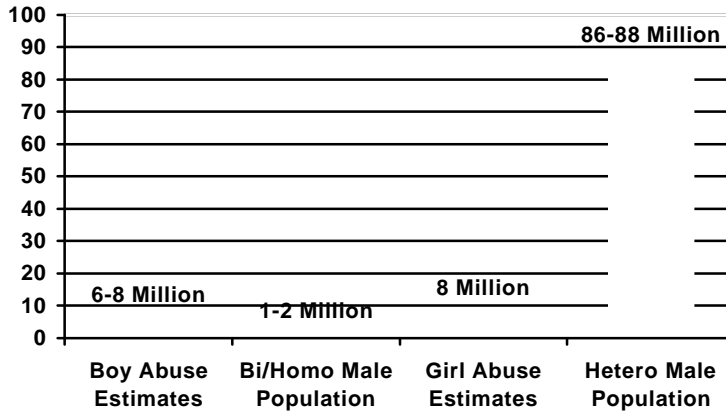 100
86-88 Million
90
80
70
60
50
40
30
20
6-8 Million
8 Million
10
1-2 Million
0
Boy Abuse Estimates
Bi/Homo Male Population
Girl Abuse Estimates
Hetero Male Population